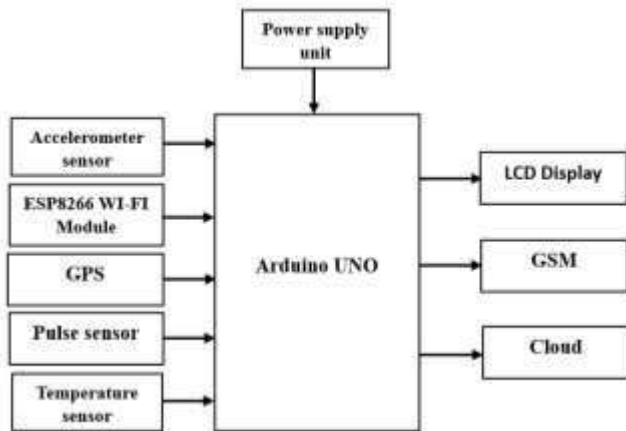 Power supply
unit
Accelerometer
sensor
ESP8266 WI-FI
Module
GPS
Pulse sensor
Temperature
sensor
Arduino UNO
LCD Display
GSM
Cloud